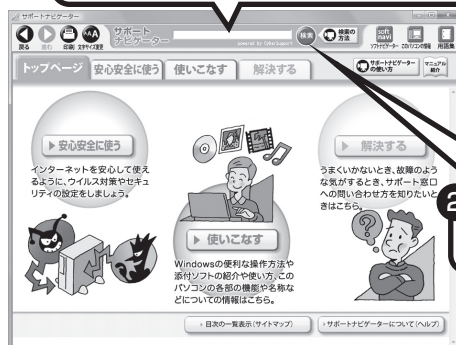 サポートナビゲーター
戻る 進む 印刷 文字サイズ変更
サポート
ナビゲーター
powered by CyberSupport
検索
検索の
方法
soft
navi
ソフトナビゲーター このパソコンの情報 用語集
トップページ 安心安全に使う 使いこなす 解決する
サポートナビゲーター
の使い方
マニュアル
紹介
安心安全に使う
インターネットを安心して使え
るように、ウイルス対策やセキュ
リティの設定をしましょう。
使いこなす
Windowsの便利な操作方法や
添付ソフトの紹介や使い方、この
パソコンの各部の機能や名称な
どについての情報はこちら。
解決する
うまくいかないとき、故障のよう
な気がするとき、サポート窓口
への問い合わせ方を知りたいと
きはこちら。
?
2
目次の一覧表示(サイトマップ)
サポートナビゲーターについて(ヘルプ)